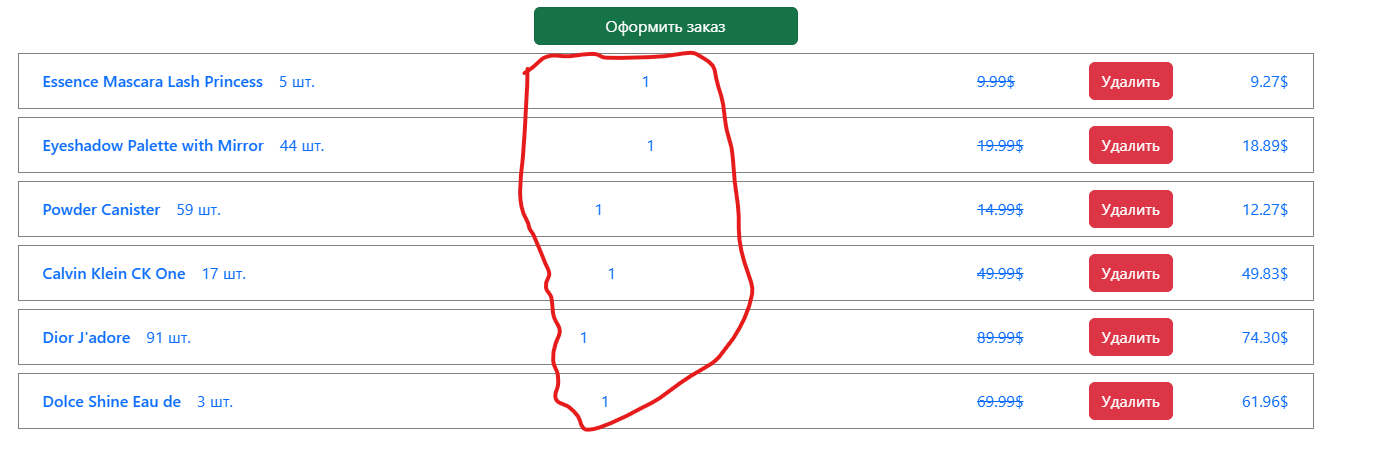 Оформить заказ
Essence Mascara Lash Princess 5 шт. 1 9.99$ Удалить 9.27$
Eyeshadow Palette with Mirror 44 шт. 1 19.99$ Удалить 18.89$
Powder Canister 59 шт. 1 14.99$ Удалить 12.27$
Calvin Klein CK One 17 шт. 1 49.99$ Удалить 49.83$
Dior J'adore 91 шт. 1 89.99$ Удалить 74.30$
Dolce Shine Eau de 3 шт. 1 69.99$ Удалить 61.96$